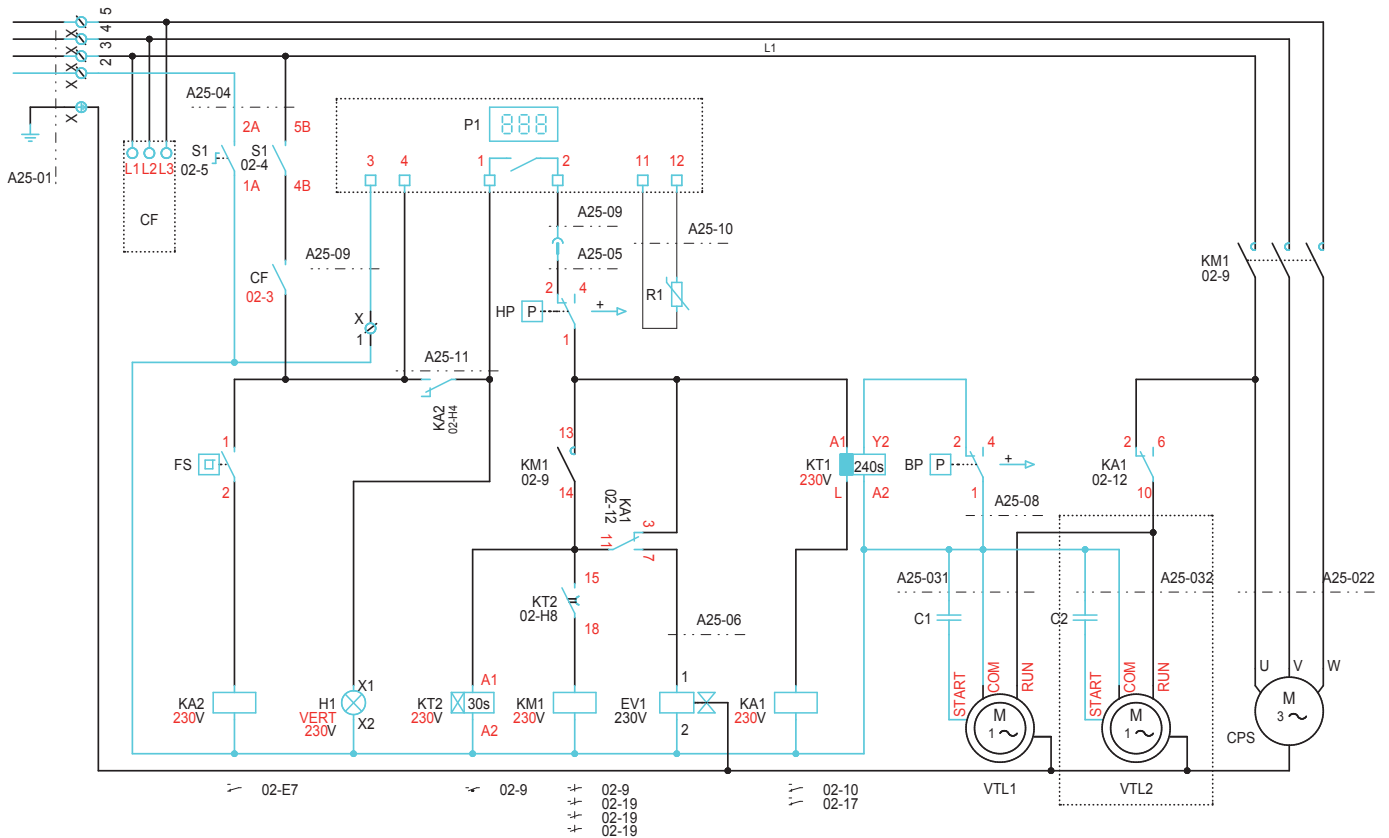 5
4
3
2
X
X
X
X
X
L1
A25-01
A25-04
L1 L2 L3
CF
2A 5B
S1
02-5
S1
02-4
1A 4B
P1
3 4 1 2 11 12
A25-09
A25-10
A25-09
A25-05
CF
02-3
KM1
02-9
2 4
HP P +
R1
X
1
1
A25-11
KA2
02-H4
1
FS
2
13
KM1
02-9
14
A1 Y2
KT1
230V
240s
L A2
2 4
BP P +
1
A25-08
2 6
KA1
02-12
10
KA1
02-12
3
11
7
15
KT2
02-H8
18
A25-031
A25-032
A25-022
C1
C2
A25-06
START
COM
RUN
START
COM
RUN
U V W
KA2
230V
H1
VERT
230V
X1
X2
A1
KT2
230V
30s
A2
KM1
230V
1
EV1
230V
2
KA1
230V
M
1
M
1
M
3
CPS
02-E7
02-9
02-9
02-19
02-19
02-19
02-10
02-17
VTL1
VTL2